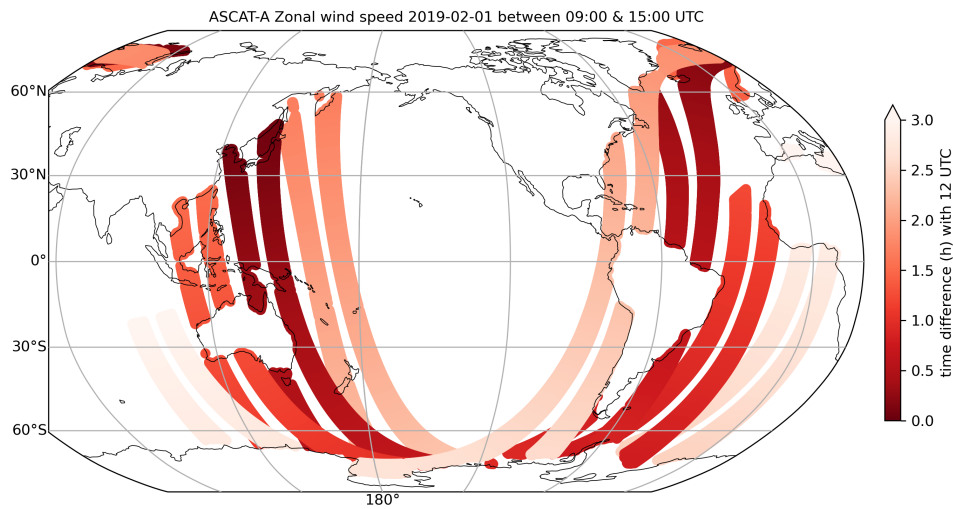 ASCAT-A Zonal wind speed 2019-02-01 between 09:00 & 15:00 UTC
60°N
30°N
0°
30°S
60°S
180°
3.0
2.5
2.0
1.5
1.0
0.5
0.0
time difference (h) with 12 UTC